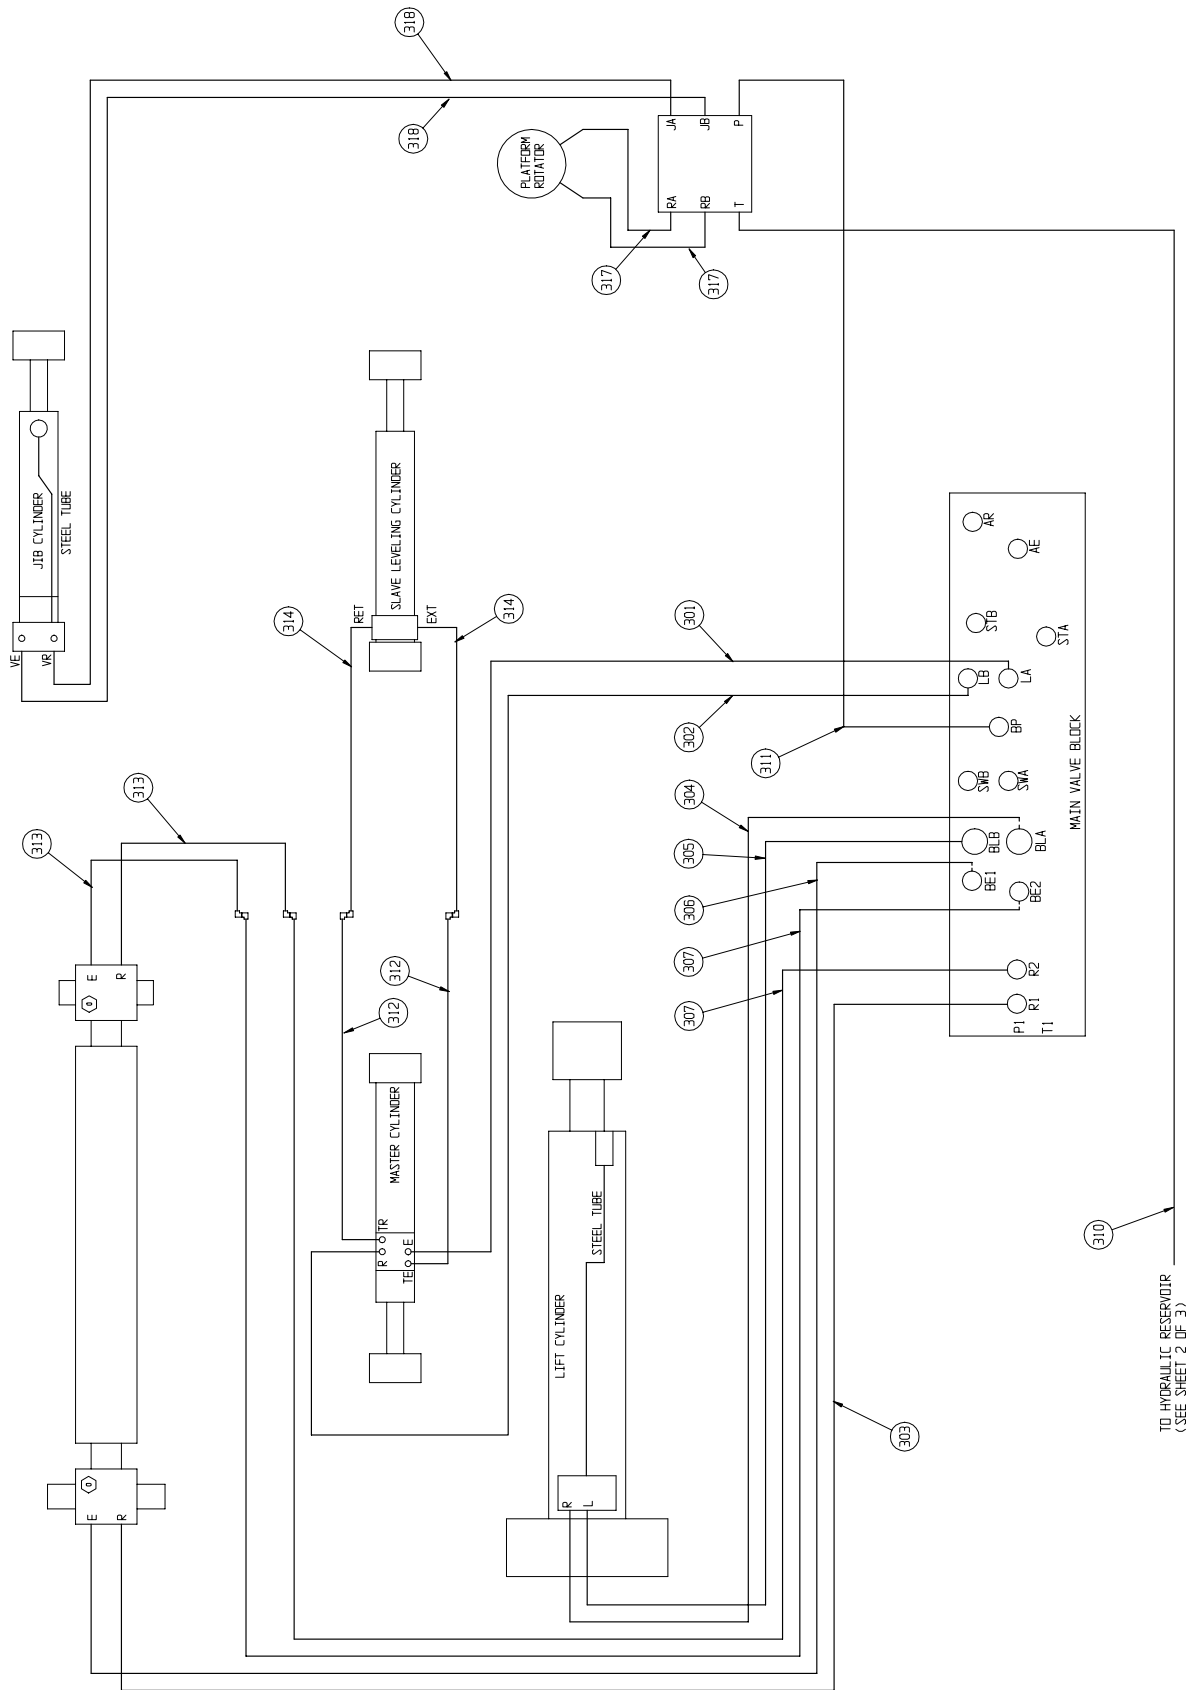 318
318
PLATFORM
ROTATOR
JA
JB
P
RA
RB
T
317
317
JIB CYLINDER
STEEL TUBE
VE
VR
SLAVE LEVELING CYLINDER
RET
EXT
314
314
301
302
311
304
305
306
307
307
313
313
312
312
E
R
E
R
MASTER CYLINDER
TR
R
E
TE
STEEL TUBE
LIFT CYLINDER
R
L
303
AR
AE
STB
STA
LB
LA
BP
SWB
SWA
BLB
BLA
BE1
BE2
R2
R1
P1
T1
MAIN VALVE BLOCK
310
TO HYDRAULIC RESERVOIR
(SEE SHEET 2 OF 3)